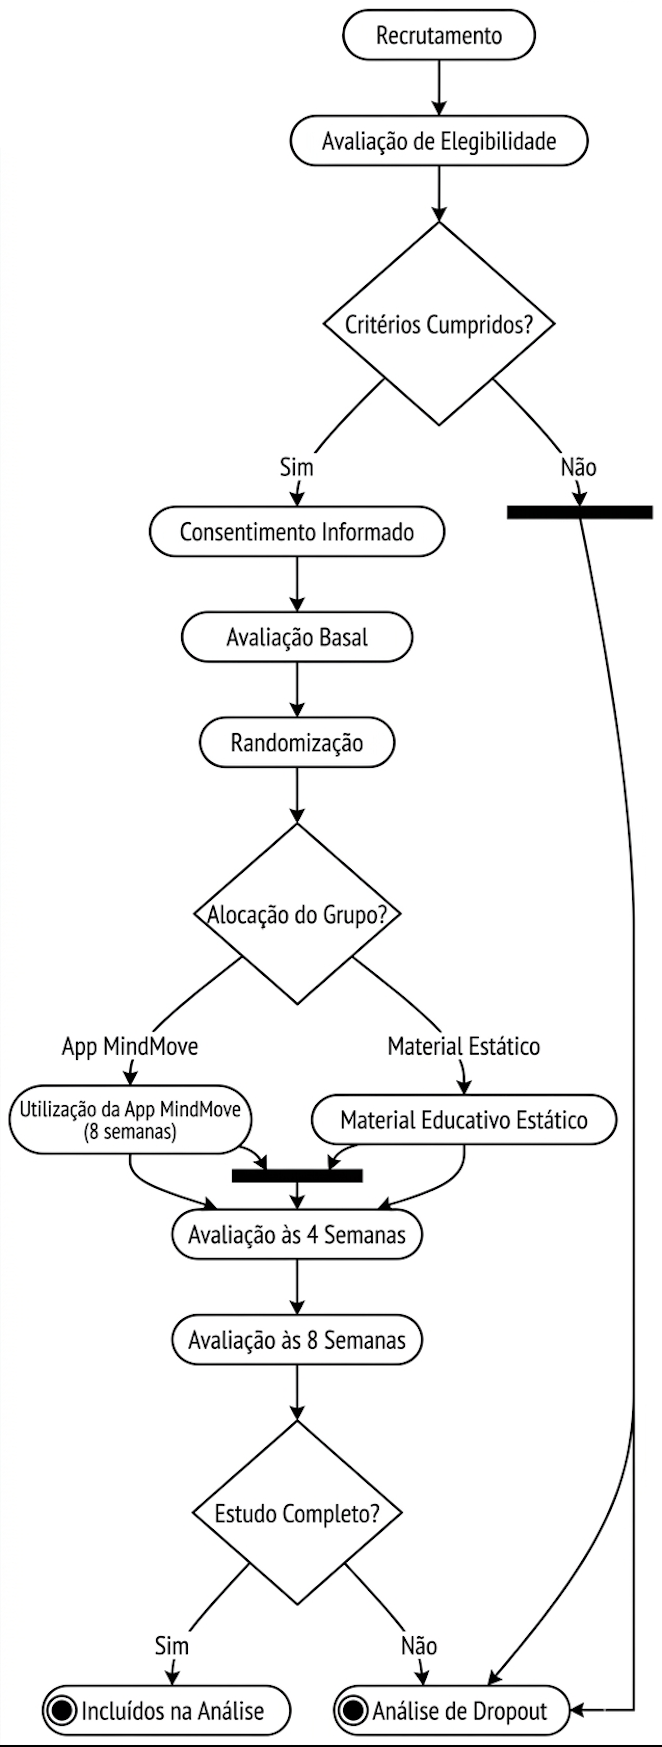 Recrutamento
Avaliação de Elegibilidade
Critérios Cumpridos?
Sim
Não
Consentimento Informado
Avaliação Basal
Randomização
Alocação do Grupo?
App MindMove
Material Estático
Utilização da App MindMove
(8 semanas)
Material Educativo Estático
Avaliação às 4 Semanas
Avaliação às 8 Semanas
Estudo Completo?
Sim
Não
Incluídos na Análise
Análise de Dropout